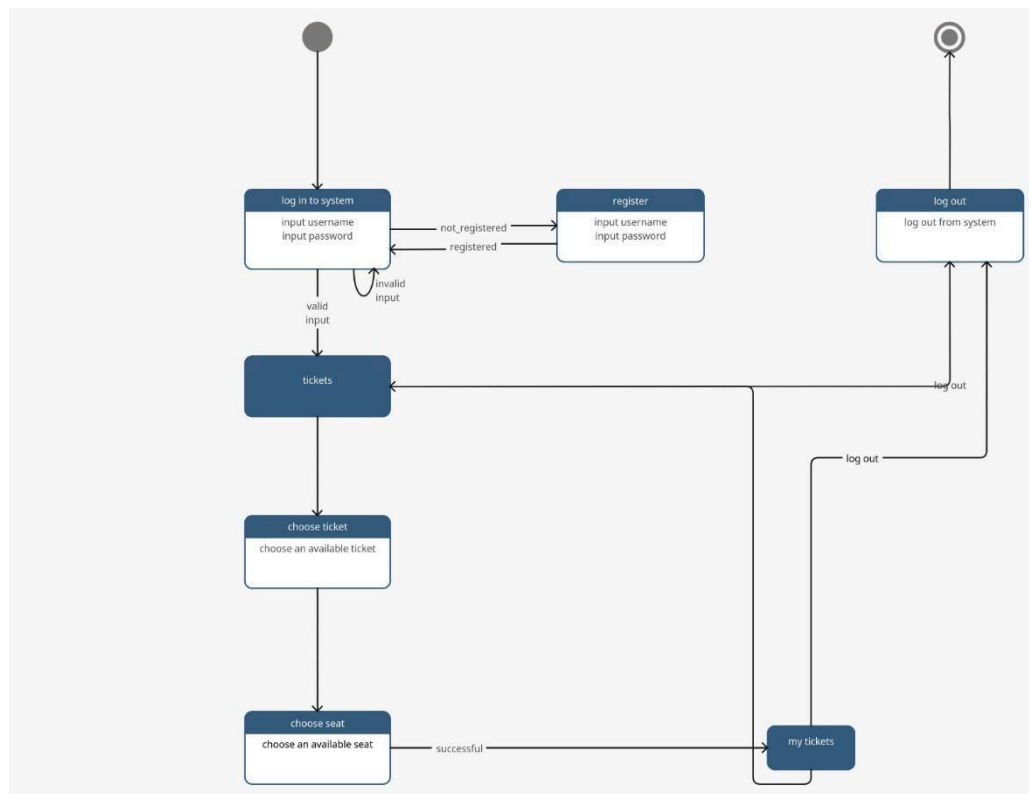 log in to system
input username
input password
not_registered
registered
register
input username
input password
log out
log out from system
invalid
input
valid
input
tickets
log out
log out
choose ticket
choose an available ticket
choose seat
choose an available seat
successful
my tickets